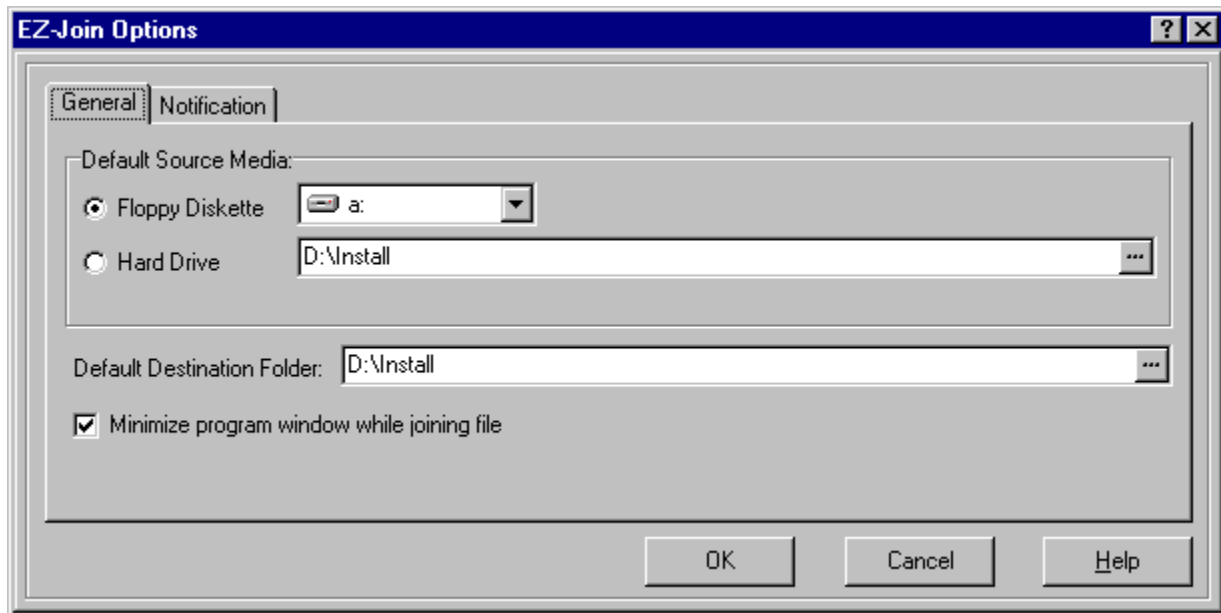 EZ-Join Options
General Notification
Default Source Media:
Floppy Diskette a:
Hard Drive D:\Install ...
Default Destination Folder: D:\Install ...
Minimize program window while joining file
OK Cancel Help